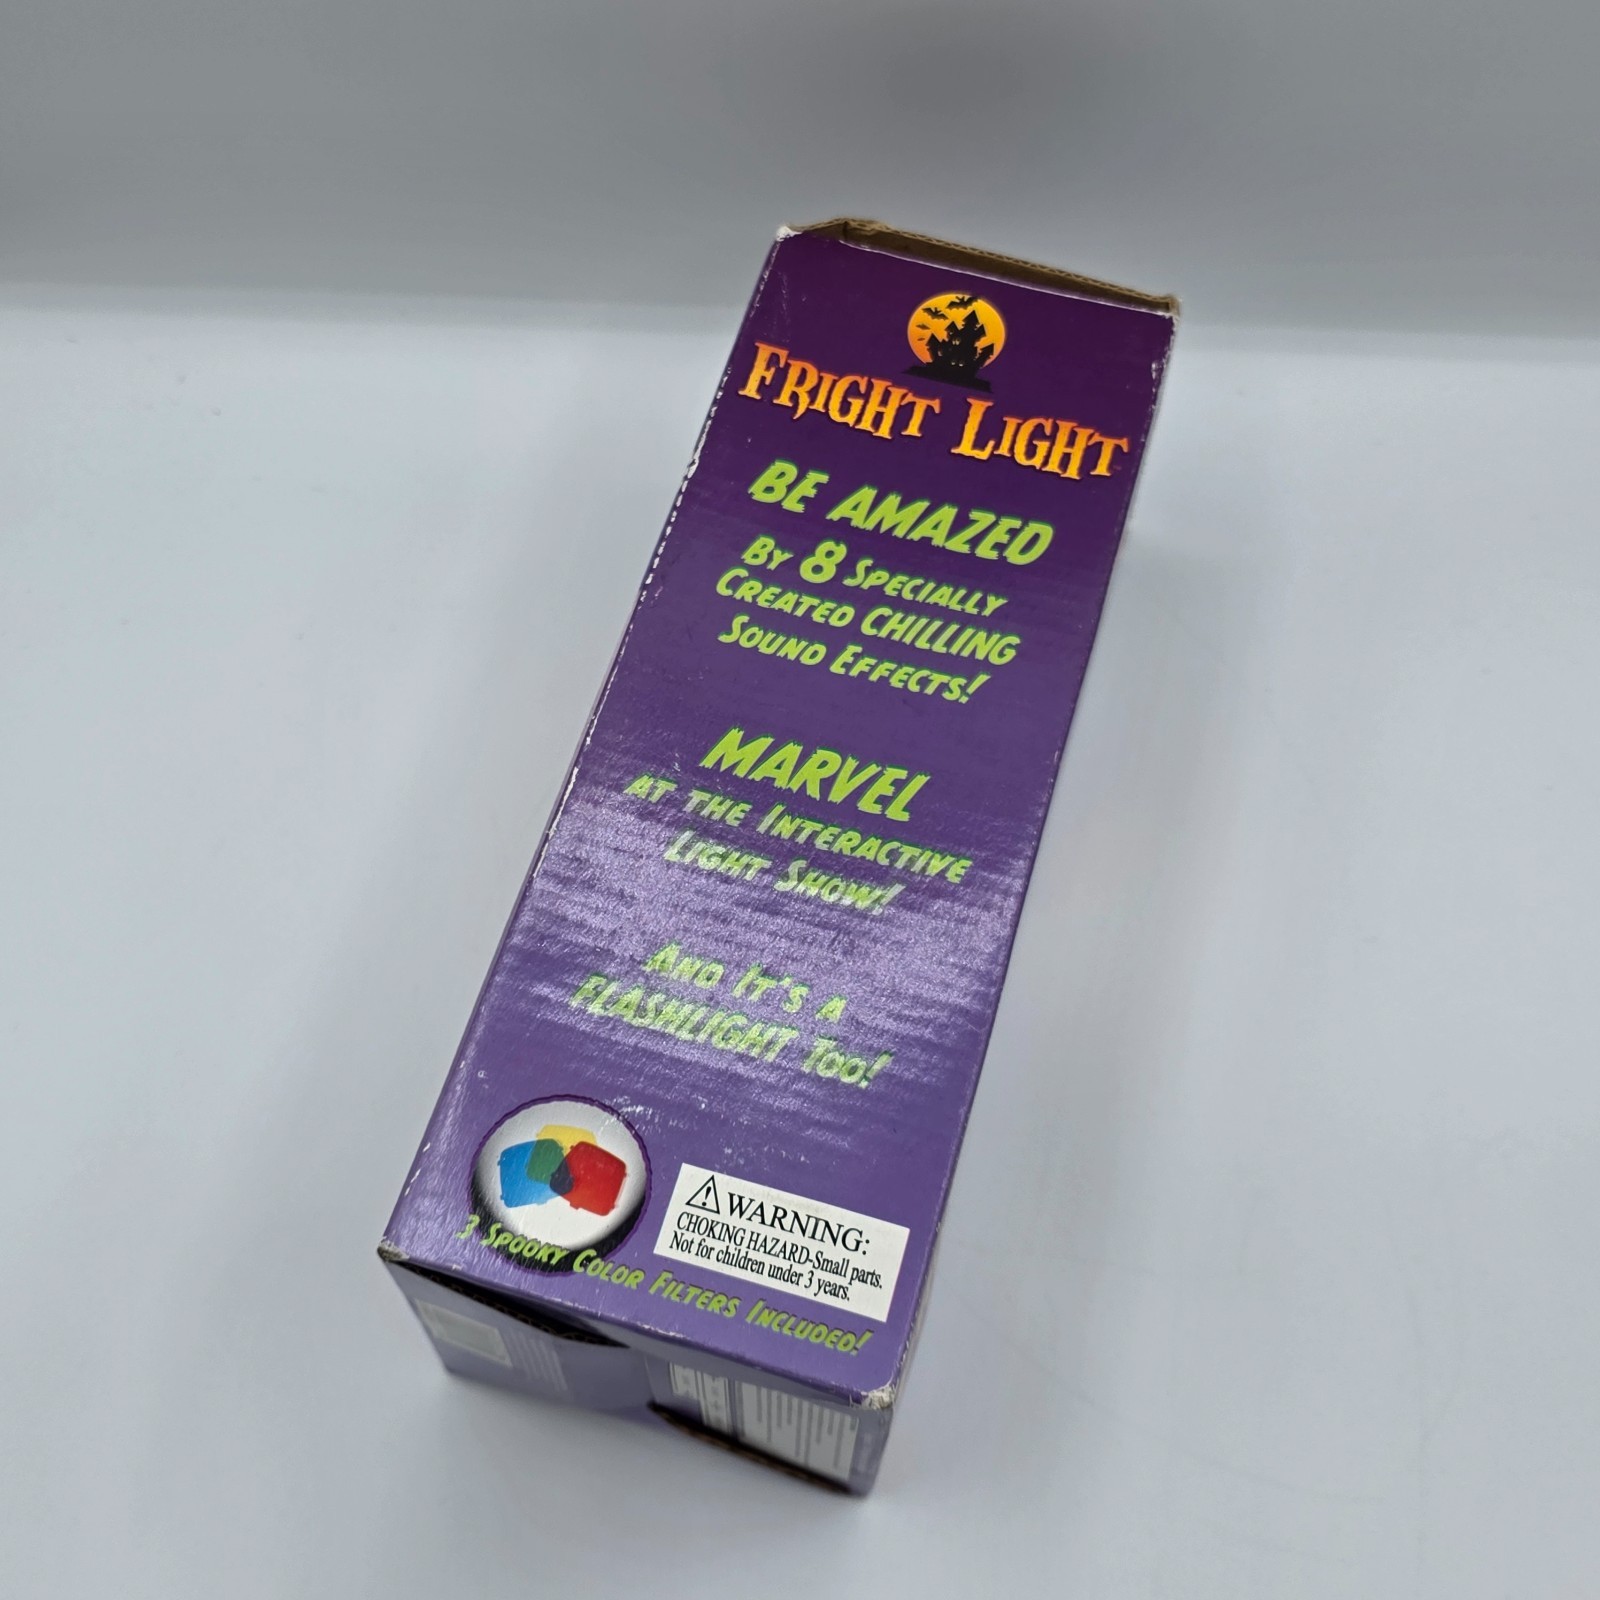 FRIGHT LIGHT
BE AMAZED
BY 8 SPECIALLY
CREATED CHILLING
SOUND EFFECTS!
MARVEL
AT THE INTERACTIVE
LIGHT SHOW!
AND IT'S A
FLASHLIGHT TOO!
3 SPOOKY COLOR FILTERS INCLUDED!
WARNING:
CHOKING HAZARD-Small parts.
Not for children under 3 years.